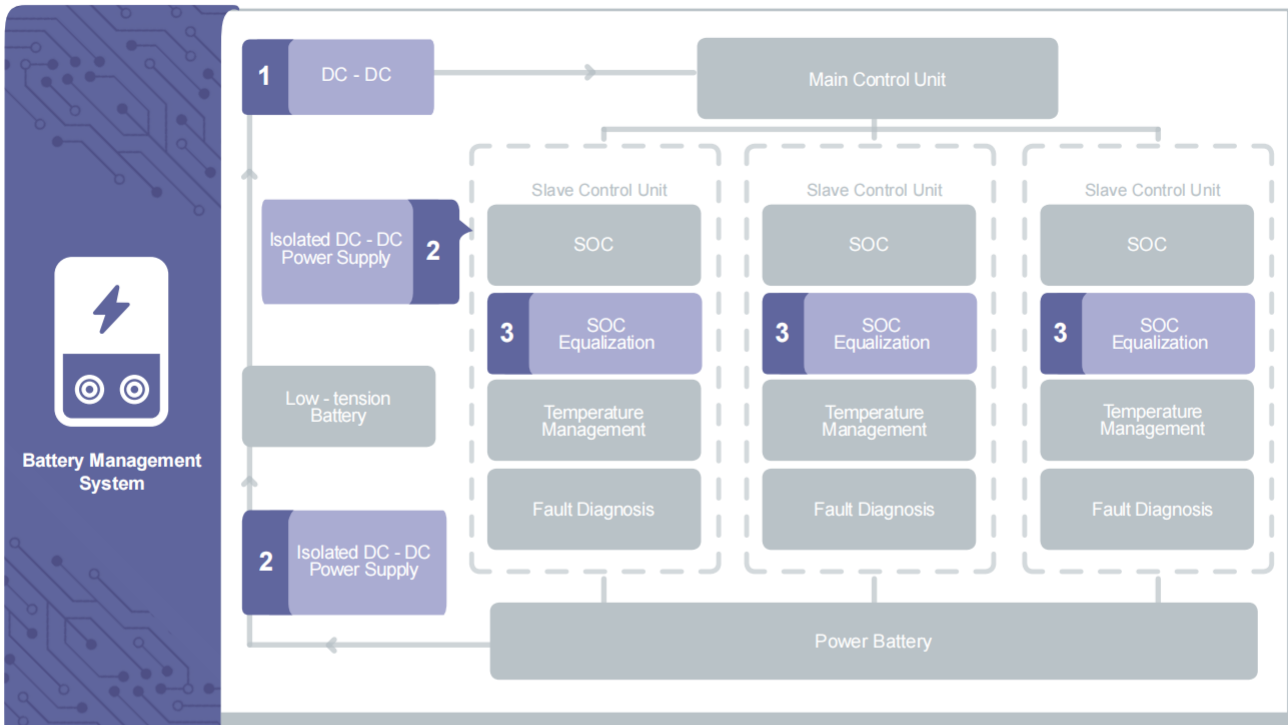 Battery Management
System
1
DC - DC
Main Control Unit
Isolated DC - DC
Power Supply
2
Low - tension
Battery
2
Isolated DC - DC
Power Supply
Slave Control Unit
SOC
3
SOC
Equalization
Temperature
Management
Fault Diagnosis
Slave Control Unit
SOC
3
SOC
Equalization
Temperature
Management
Fault Diagnosis
Slave Control Unit
SOC
3
SOC
Equalization
Temperature
Management
Fault Diagnosis
Power Battery